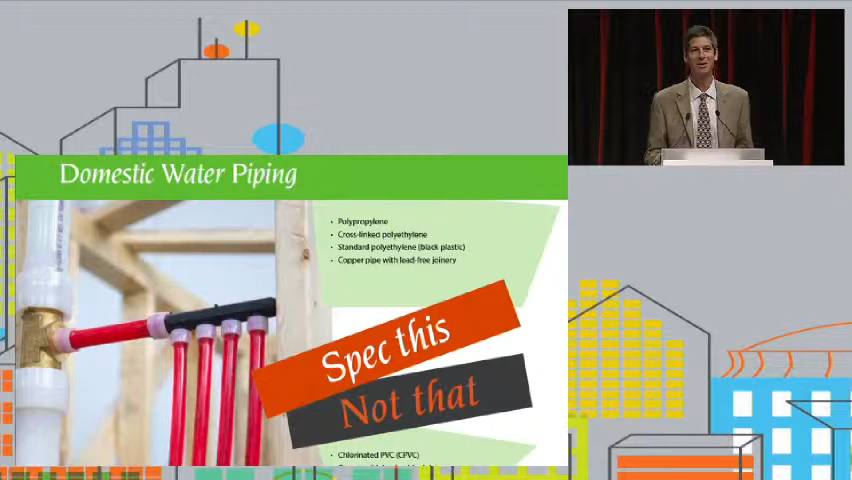 Domestic Water Piping
• Polypropylene
• Cross-linked polyethylene
• Standard polyethylene (black plastic)
• Copper pipe with lead-free joinery
Spec this
Not that
• Chlorinated PVC (CPVC)